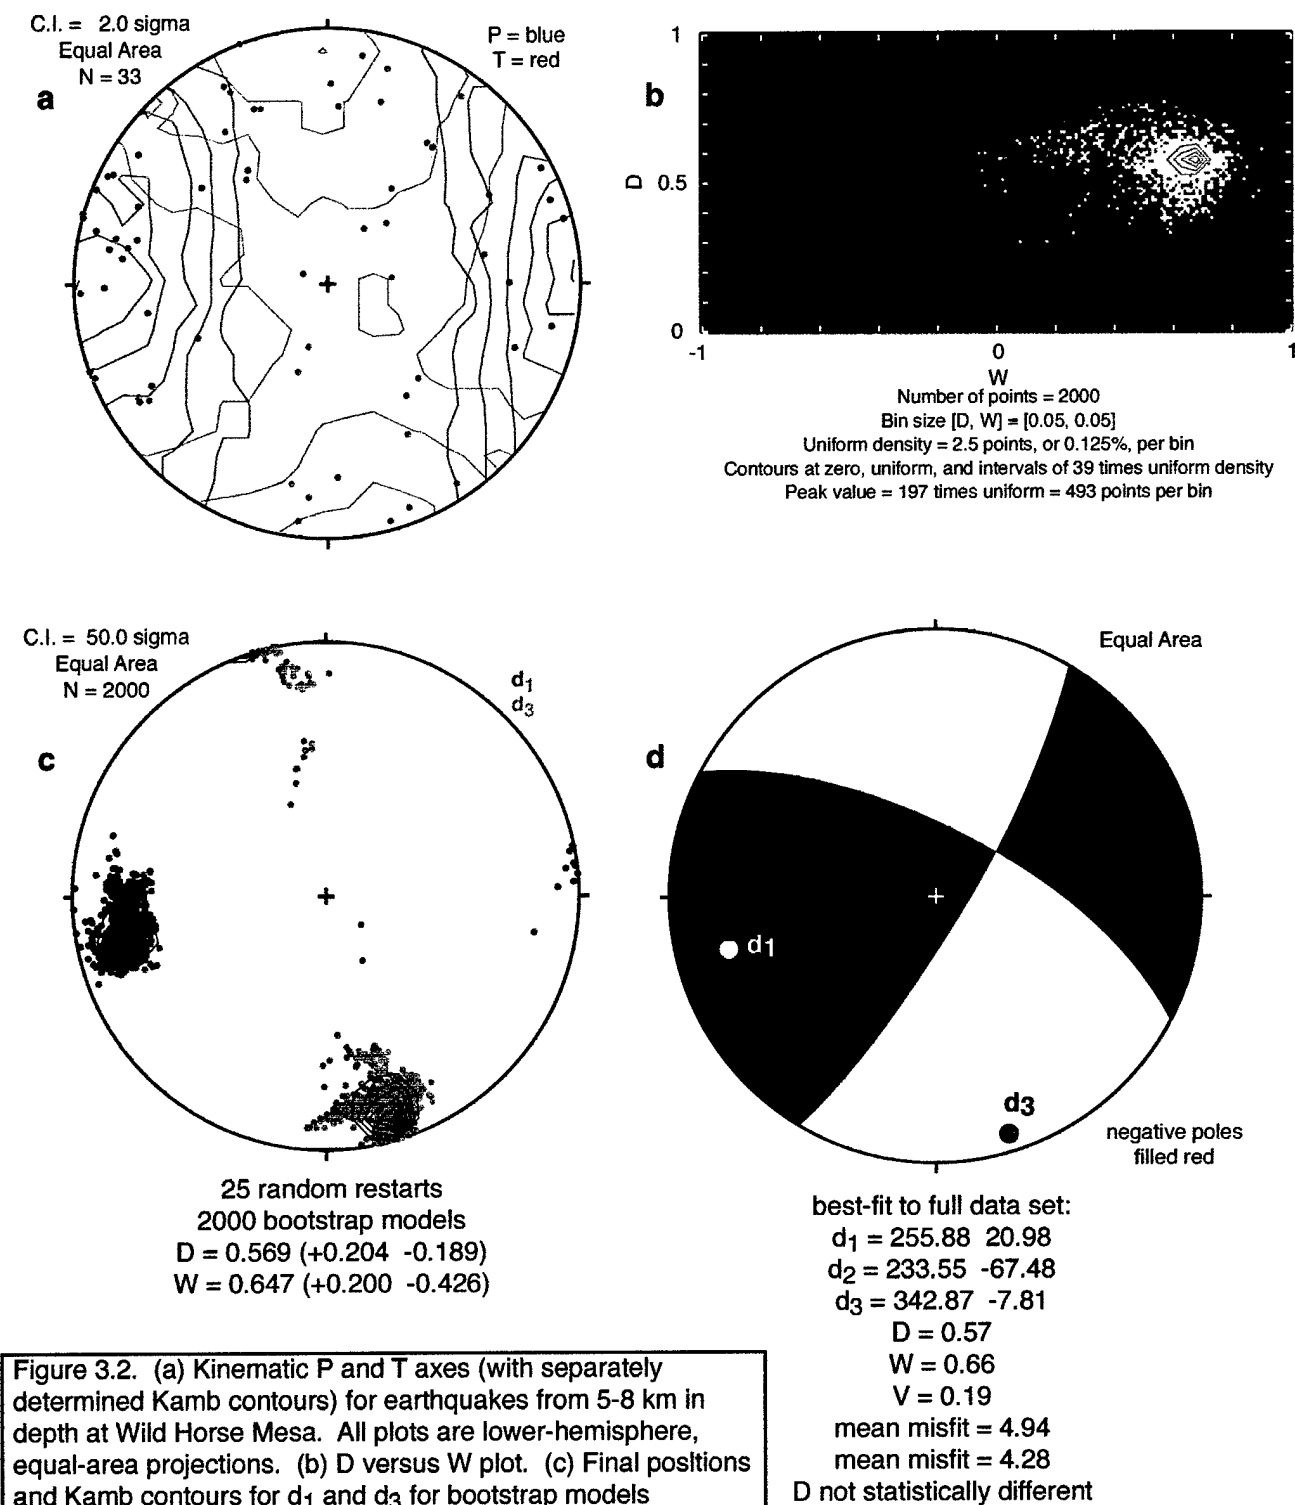 C.I. = 2.0 sigma
Equal Area
N = 33
P = blue
T = red
a
b
1
D
0.5
0
-1
0
1
W
Number of points = 2000
Bin size [D, W] = [0.05, 0.05]
Uniform density = 2.5 points, or 0.125%, per bin
Contours at zero, uniform, and intervals of 39 times uniform density
Peak value = 197 times uniform = 493 points per bin
C.I. = 50.0 sigma
Equal Area
N = 2000
d1
d3
c
25 random restarts
2000 bootstrap models
D = 0.569 (+0.204 -0.189)
W = 0.647 (+0.200 -0.426)
Equal Area
d
d1
d3
negative poles
filled red
best-fit to full data set:
d1 = 255.88 20.98
d2 = 233.55 -67.48
d3 = 342.87 -7.81
D = 0.57
W = 0.66
V = 0.19
mean misfit = 4.94
mean misfit = 4.28
D not statistically different
Figure 3.2. (a) Kinematic P and T axes (with separately
determined Kamb contours) for earthquakes from 5-8 km in
depth at Wild Horse Mesa. All plots are lower-hemisphere,
equal-area projections. (b) D versus W plot. (c) Final positions
and Kamb contours for d1 and d3 for bootstrap models